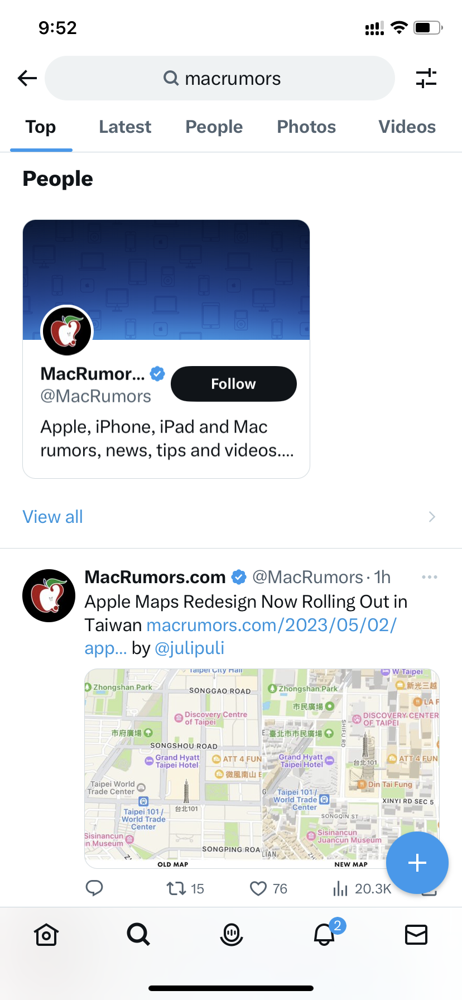 9:52
macrumors
Top
Latest
People
Photos
Videos
People
MacRumor...
Follow
@MacRumors
Apple, iPhone, iPad and Mac
rumors, news, tips and videos....
View all
MacRumors.com @MacRumors · 1h
Apple Maps Redesign Now Rolling Out in
Taiwan macrumors.com/2023/05/02/
app... by @julipuli
Taipei City Hall
Zhongshan Park
SONGGAO ROAD
Discovery Centre
of Taipei
市府廣場
SONGSHOU ROAD
Grand Hyatt
Taipei Hotel
ATT 4 FUN
微風南山
Taipei World
Trade Center
台北101
Taipei 101 /
World Trade
Center
Sisinancun
n Museum
SONGPING ROA
OLD MAP
W Taipei
Zhongshan Park
新光三越
市民廣場
LA F
DISCOVERY CENTER
OF TAIPEI
SHIFU RD
臺北市市民廣場
Grand Hyatt
Taipei Hotel
台北101
ATT 4 FUN
Din Tai Fung
Taipei 101 /
World Trade
Center
XINYI RD SEC 5
SONGQIN ST
Sisinancun
Juancun Museum
LIAN
NEW MAP
15
76
20.3K
2